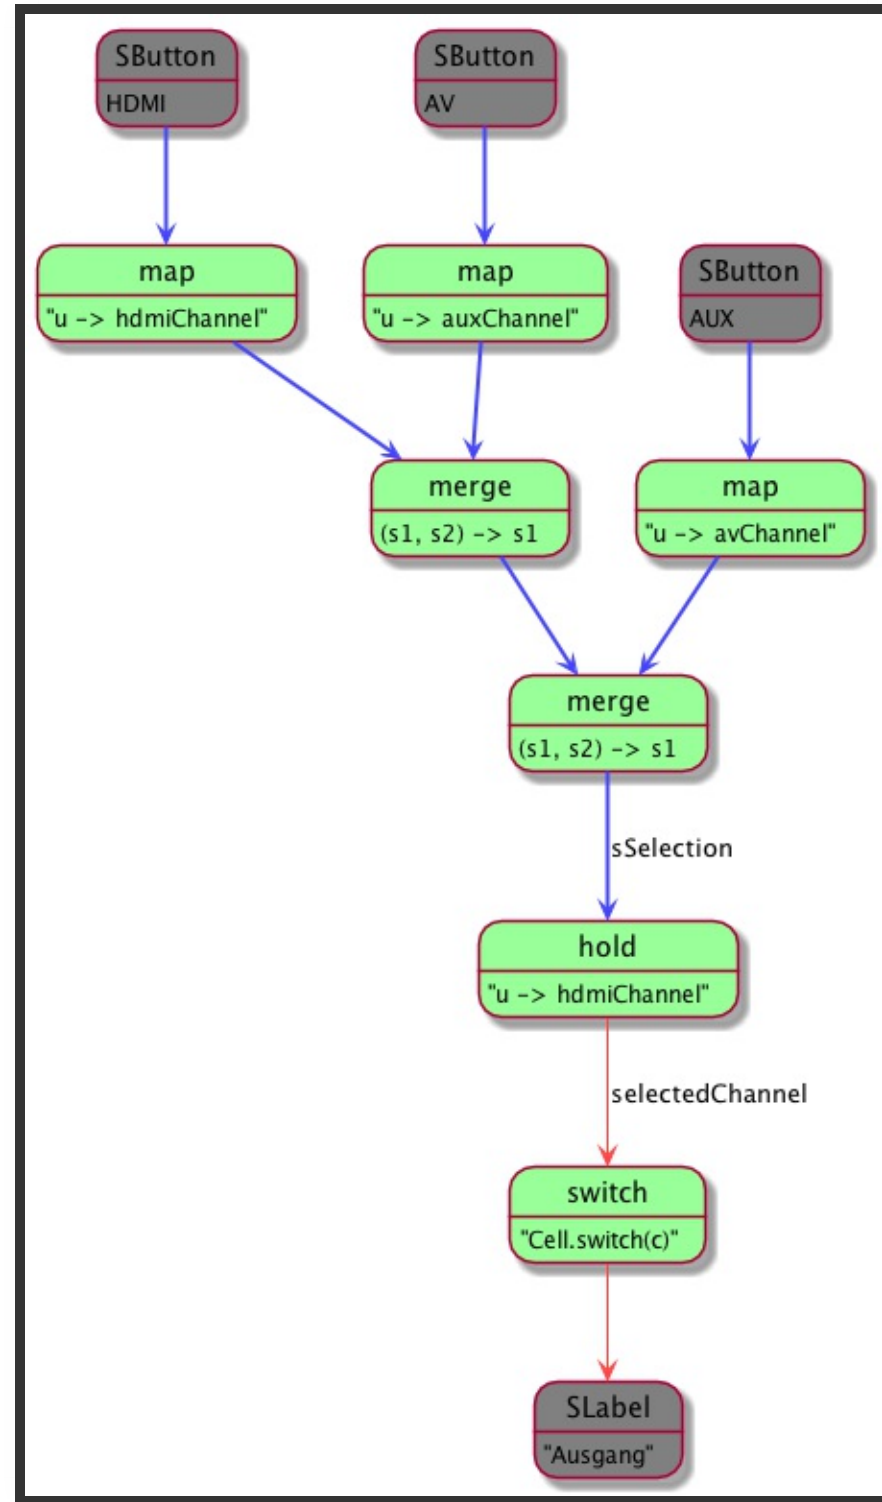 SButton
HDMI
SButton
AV
map
"u -> hdmiChannel"
map
"u -> auxChannel"
SButton
AUX
merge
(s1, s2) -> s1
map
"u -> avChannel"
merge
(s1, s2) -> s1
sSelection
hold
"u -> hdmiChannel"
selectedChannel
switch
"Cell.switch(c)"
SLabel
"Ausgang"